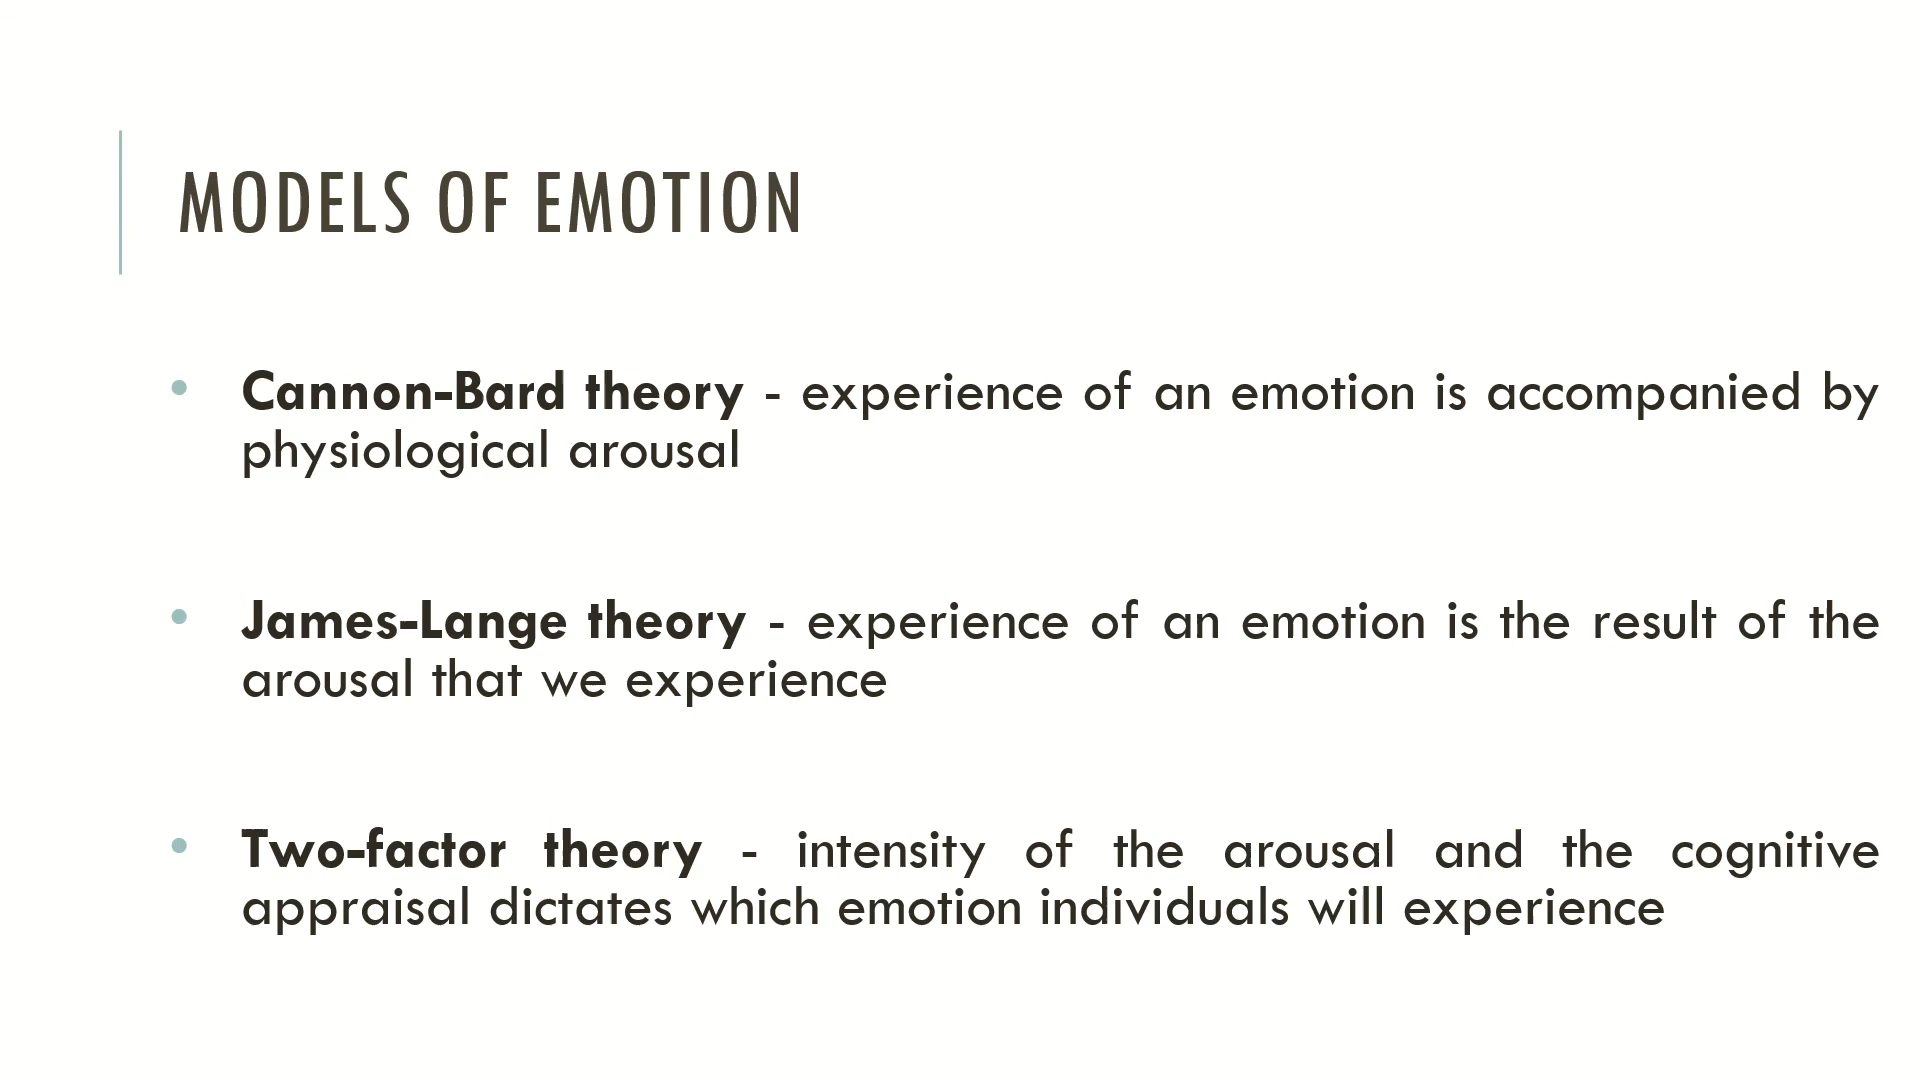 MODELS OF EMOTION
• Cannon-Bard theory - experience of an emotion is accompanied by
physiological arousal
• James-Lange theory - experience of an emotion is the result of the
arousal that we experience
• Two-factor theory - intensity of the arousal and the cognitive
appraisal dictates which emotion individuals will experience